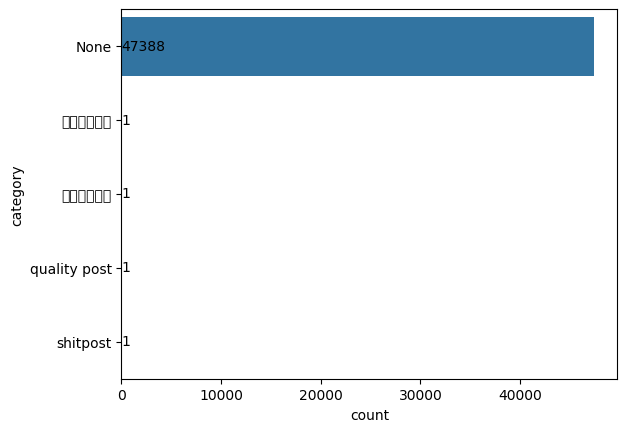 None
47388
1
1
quality post
1
shitpost
1
category
0
10000
20000
30000
40000
count